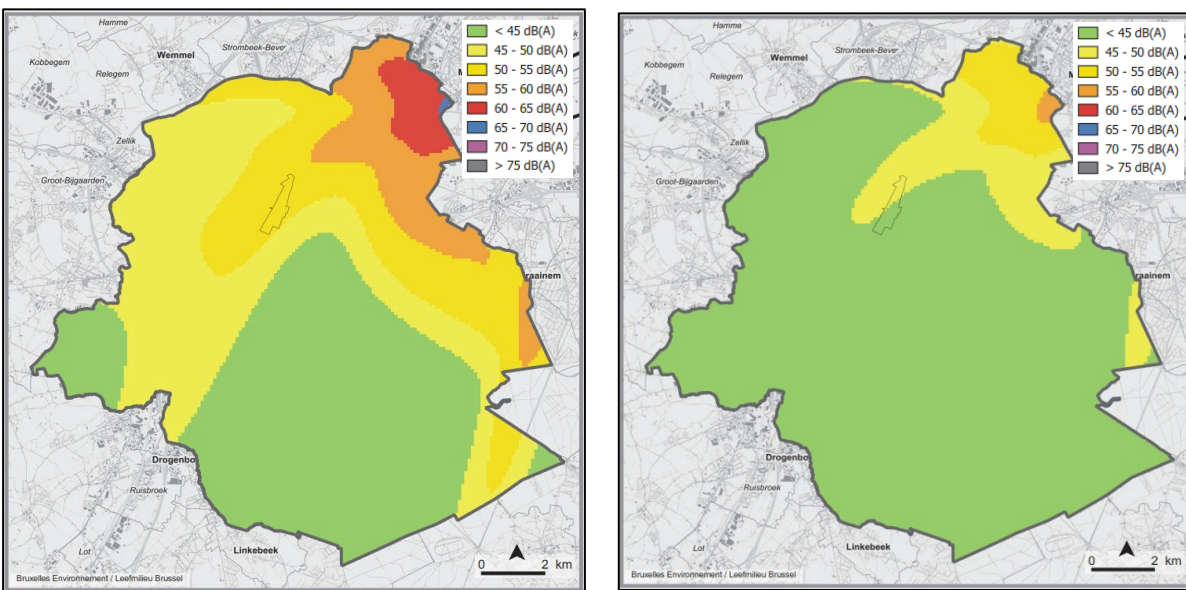 Hamme
Wemmel
Strombeek-Bever
Kobbegem
Relegem
Zellik
Groot-Bijgaarden
raainem
Drogenbo
Ruisbroek
Lot
Linkebeek
Bruxelles Environnement / Leefmilieu Brussel
0 2 km
< 45 dB(A)
45 - 50 dB(A)
50 - 55 dB(A)
55 - 60 dB(A)
60 - 65 dB(A)
65 - 70 dB(A)
70 - 75 dB(A)
> 75 dB(A)
M
Hamme
Wemmel
Strombeek-Bever
Kobbegem
Relegem
Zellik
Groot-Bijgaarden
raainem
Drogenbo
Ruisbroek
Lot
Linkebeek
Bruxelles Environnement / Leefmilieu Brussel
0 2 km
< 45 dB(A)
45 - 50 dB(A)
50 - 55 dB(A)
55 - 60 dB(A)
60 - 65 dB(A)
65 - 70 dB(A)
70 - 75 dB(A)
> 75 dB(A)
M